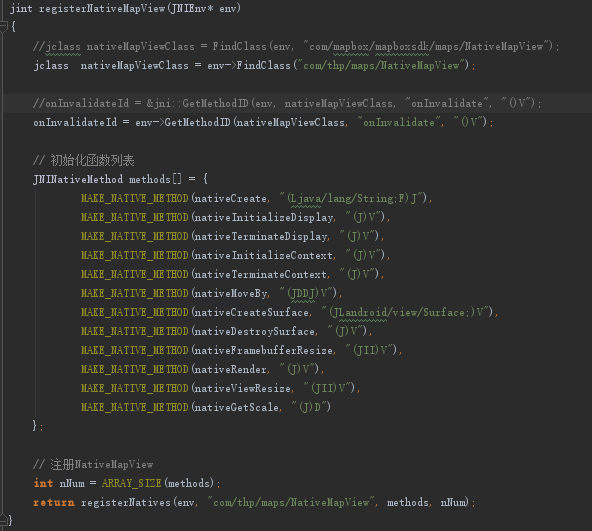 jint registerNativeMapView(JNIEnv* env)
{
//jclass nativeMapViewClass = FindClass(env, "com/mapbox/mapboxsdk/maps/NativeMapView");
jclass  nativeMapViewClass = env->FindClass("com/thp/maps/NativeMapView");
//onInvalidateId = &jni::GetMethodID(env, nativeMapViewClass, "onInvalidate", "()V");
onInvalidateId = env->GetMethodID(nativeMapViewClass, "onInvalidate", "()V");
// 初始化函数列表
JNINativeMethod methods[] = {
MAKE_NATIVE_METHOD(nativeCreate, "(Ljava/lang/String;F)J"),
MAKE_NATIVE_METHOD(nativeInitializeDisplay, "(J)V"),
MAKE_NATIVE_METHOD(nativeTerminateDisplay, "(J)V"),
MAKE_NATIVE_METHOD(nativeInitializeContext, "(J)V"),
MAKE_NATIVE_METHOD(nativeTerminateContext, "(J)V"),
MAKE_NATIVE_METHOD(nativeMoveBy, "(JDDJ)V"),
MAKE_NATIVE_METHOD(nativeCreateSurface, "(JLandroid/view/Surface;)V"),
MAKE_NATIVE_METHOD(nativeDestroySurface, "(J)V"),
MAKE_NATIVE_METHOD(nativeFramebufferResize, "(JII)V"),
MAKE_NATIVE_METHOD(nativeRender, "(J)V"),
MAKE_NATIVE_METHOD(nativeViewResize, "(JII)V"),
MAKE_NATIVE_METHOD(nativeGetScale, "(J)D")
};
// 注册NativeMapView
int nNum = ARRAY_SIZE(methods);
return registerNatives(env, "com/thp/maps/NativeMapView", methods, nNum);
}